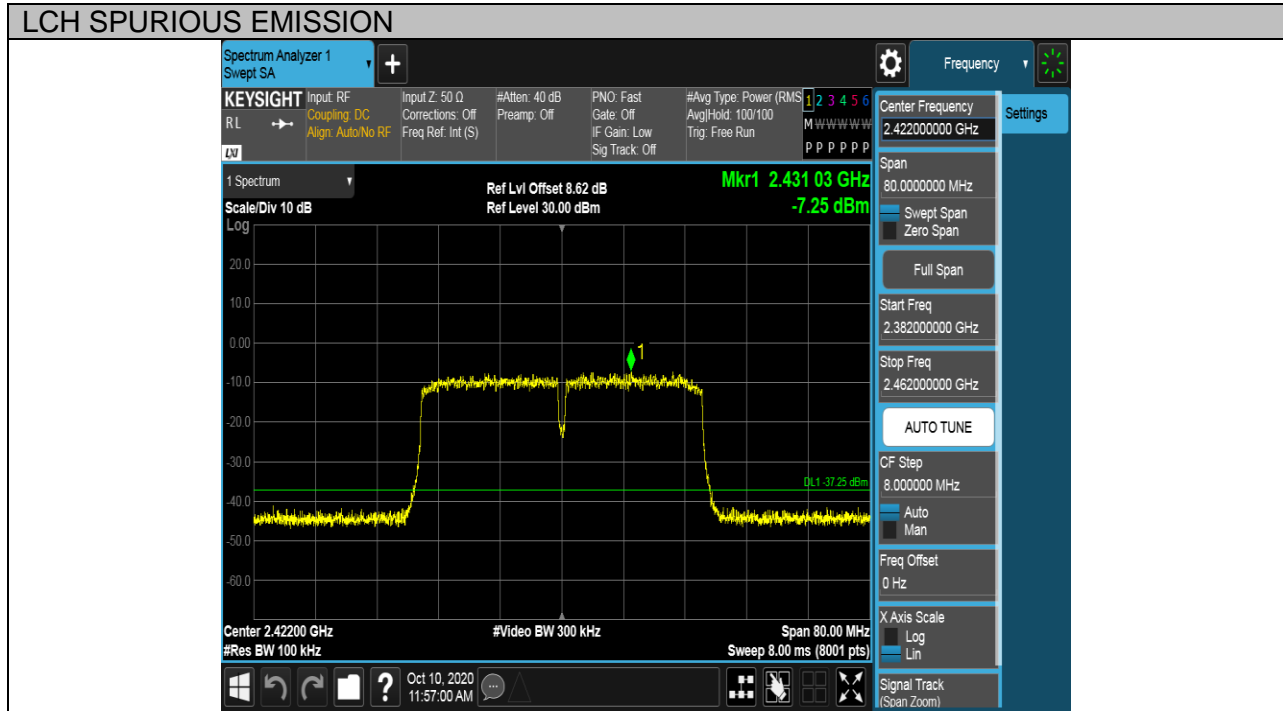 LCH SPURIOUS EMISSION
Spectrum Analyzer 1
Swept SA
+
Frequency
KEYSIGHT
RL
LXI
Input: RF
Coupling: DC
Align: Auto/No RF
Input Z: 50 Ω
Corrections: Off
Freq Ref: Int (S)
#Atten: 40 dB
Preamp: Off
PNO: Fast
Gate: Off
IF Gain: Low
Sig Track: Off
#Avg Type: Power (RMS
Avg|Hold: 100/100
Trig: Free Run
1 2 3 4 5 6
M W W W W W
P P P P P P
1 Spectrum
Scale/Div 10 dB
Ref Lvl Offset 8.62 dB
Ref Level 30.00 dBm
Mkr1 2.431 03 GHz
-7.25 dBm
Log
20.0
10.0
0.00
-10.0
-20.0
-30.0
-40.0
-50.0
-60.0
1
DL1 -37.25 dBm
Center 2.42200 GHz
#Res BW 100 kHz
#Video BW 300 kHz
Span 80.00 MHz
Sweep 8.00 ms (8001 pts)
?
Oct 10, 2020
11:57:00 AM
Center Frequency
2.422000000 GHz
Settings
Span
80.0000000 MHz
Swept Span
Zero Span
Full Span
Start Freq
2.382000000 GHz
Stop Freq
2.462000000 GHz
AUTO TUNE
CF Step
8.000000 MHz
Auto
Man
Freq Offset
0 Hz
X Axis Scale
Log
Lin
Signal Track
(Span Zoom)